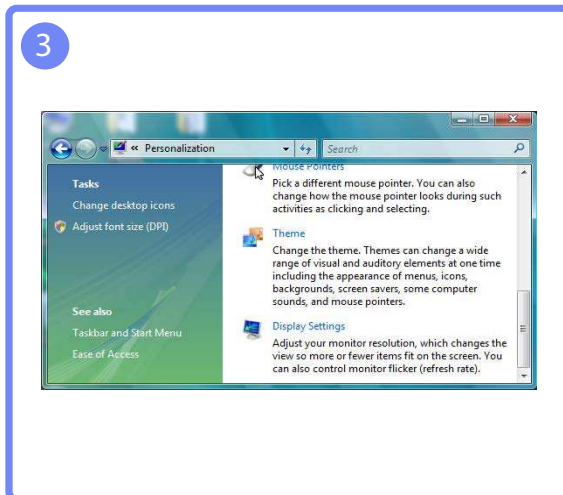 3
« Personalization
Search
Tasks
Change desktop icons
Adjust font size (DPI)
See also
Taskbar and Start Menu
Ease of Access
Mouse Pointers
Pick a different mouse pointer. You can also
change how the mouse pointer looks during such
activities as clicking and selecting.
Theme
Change the theme. Themes can change a wide
range of visual and auditory elements at one time
including the appearance of menus, icons,
backgrounds, screen savers, some computer
sounds, and mouse pointers.
Display Settings
Adjust your monitor resolution, which changes the
view so more or fewer items fit on the screen. You
can also control monitor flicker (refresh rate).